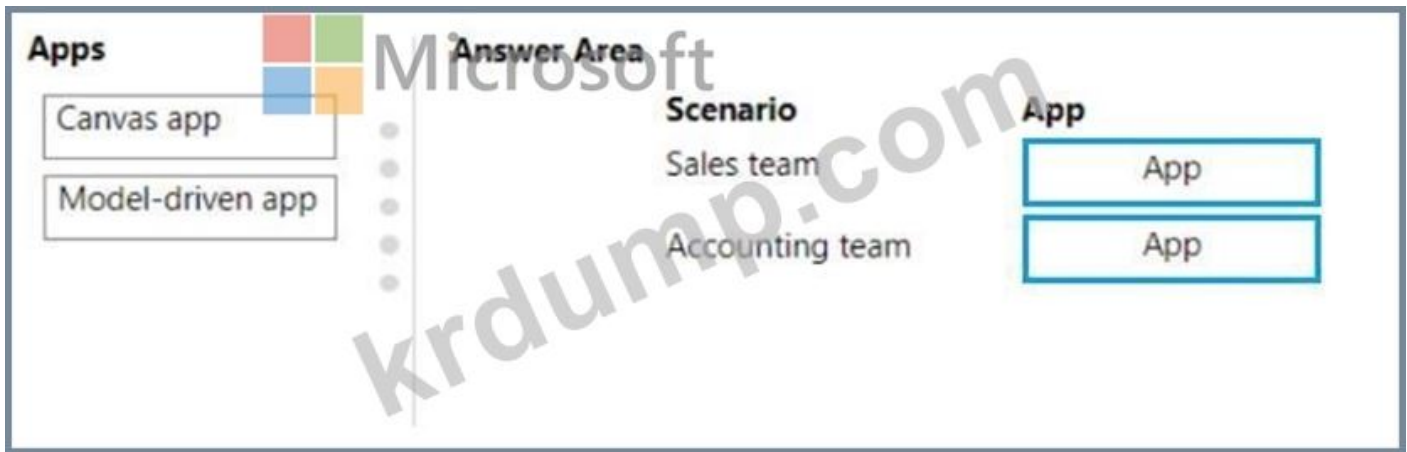 Apps
Canvas app
Model-driven app
Microsoft
Answer Area
Scenario App
Sales team App
Accounting team App
krdump.com